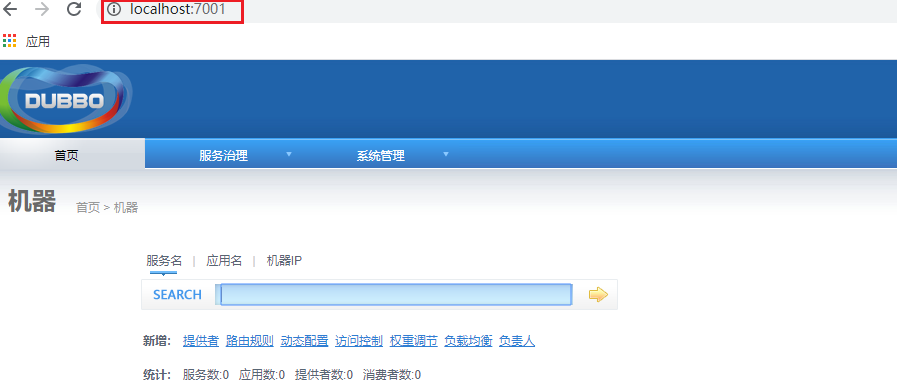 localhost:7001
应用
DUBBO
首页 服务治理 系统管理
机器 首页 > 机器
服务名 | 应用名 | 机器IP
SEARCH
新增: 提供者 路由规则 动态配置 访问控制 权重调节 负载均衡 负责人
统计: 服务数:0 应用数:0 提供者数:0 消费者数:0